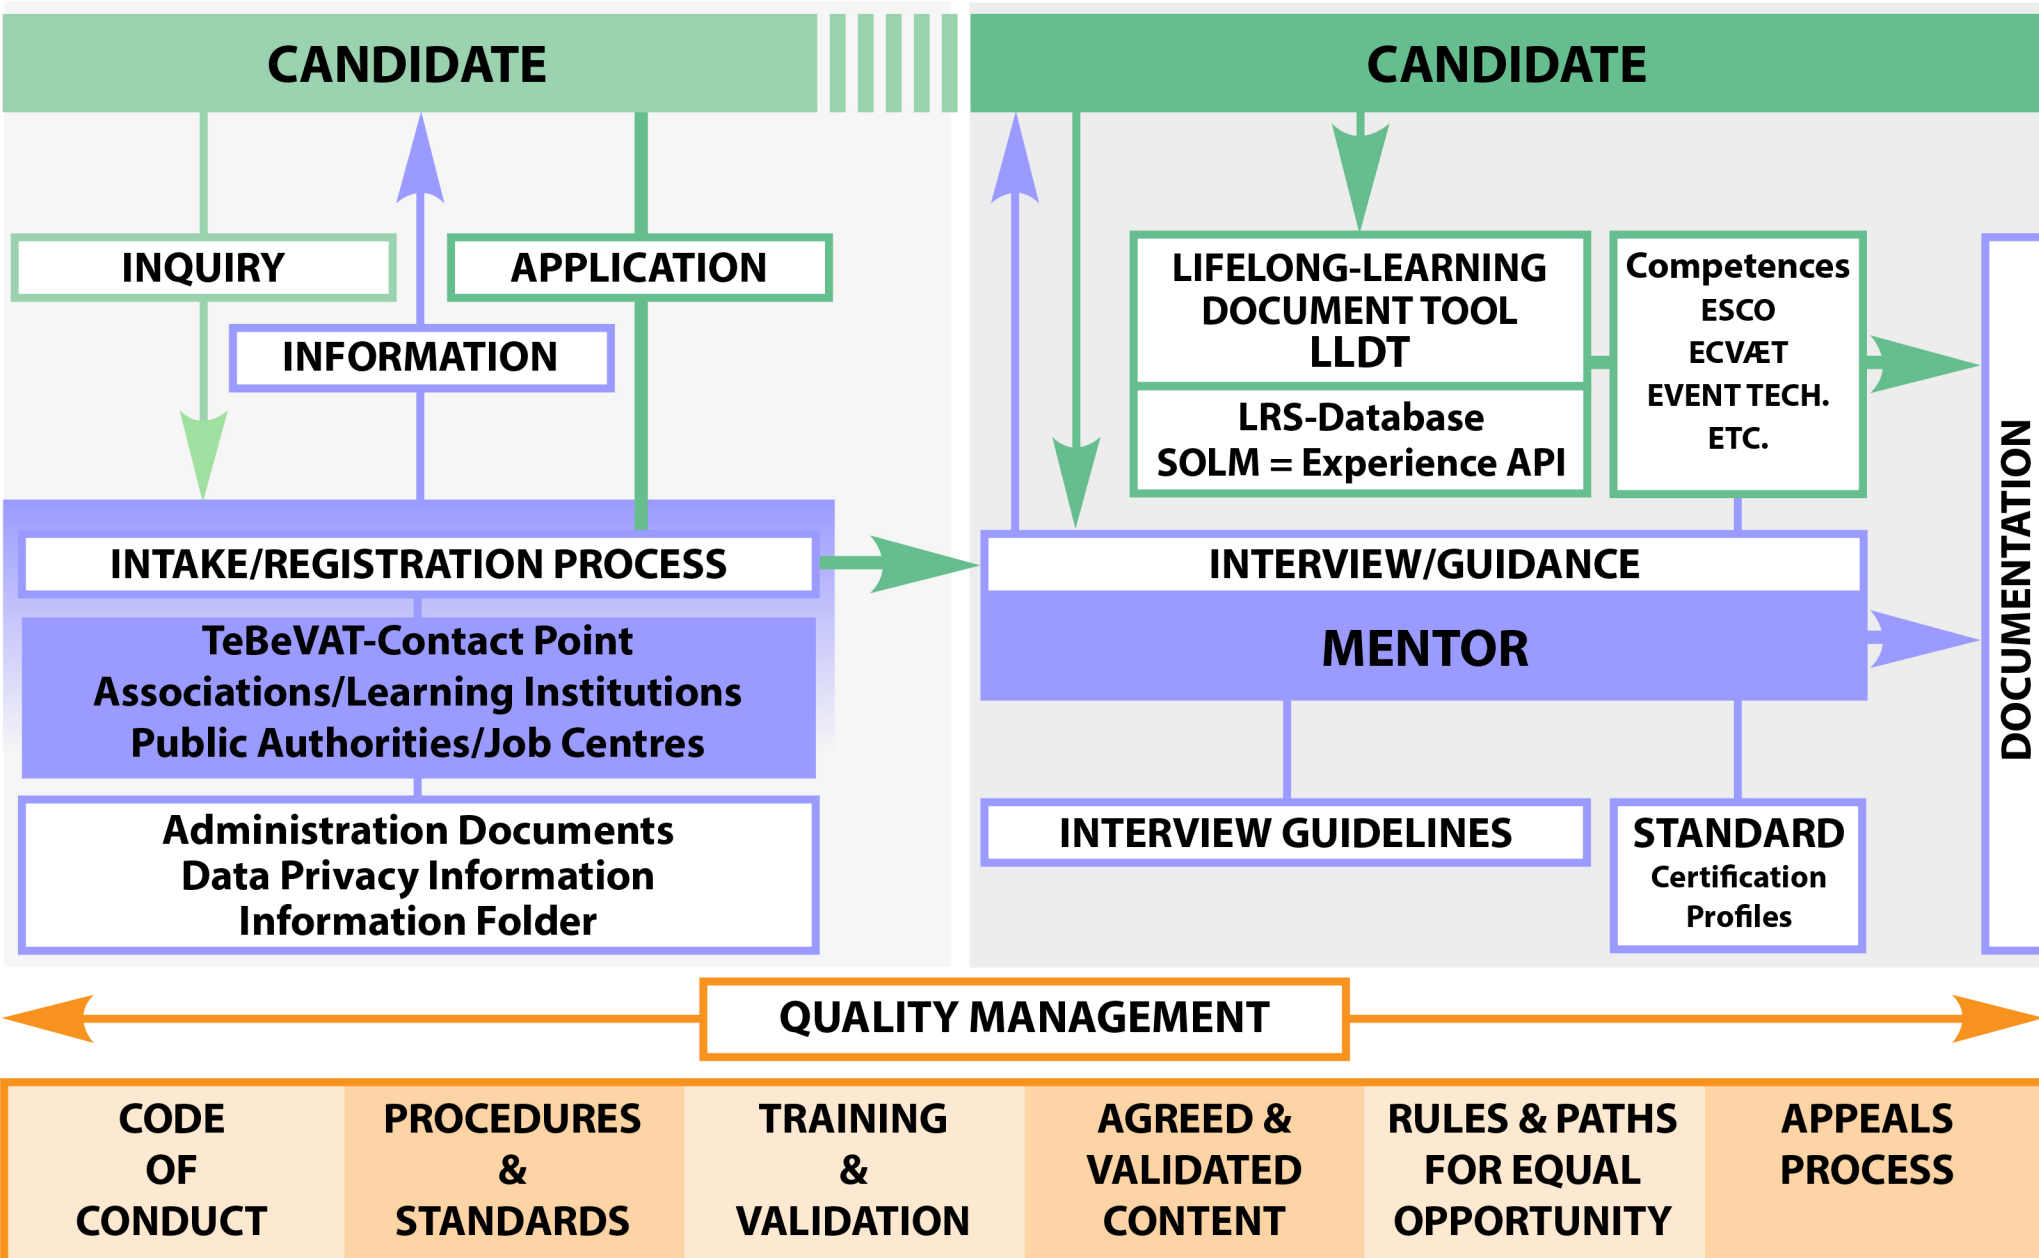 CANDIDATE
INQUIRY
APPLICATION
INFORMATION
INTAKE/REGISTRATION PROCESS
TeBeVAT-Contact Point
Associations/Learning Institutions
Public Authorities/Job Centres
Administration Documents
Data Privacy Information
Information Folder
CANDIDATE
LIFELONG-LEARNING
DOCUMENT TOOL
LLDT
LRS-Database
SOLM = Experience API
Competences
ESCO
ECVÆT
EVENT TECH.
ETC.
INTERVIEW/GUIDANCE
MENTOR
INTERVIEW GUIDELINES
STANDARD
Certification
Profiles
DOCUMENTATION
QUALITY MANAGEMENT
CODE
OF
CONDUCT
PROCEDURES
&
STANDARDS
TRAINING
&
VALIDATION
AGREED &
VALIDATED
CONTENT
RULES & PATHS
FOR EQUAL
OPPORTUNITY
APPEALS
PROCESS